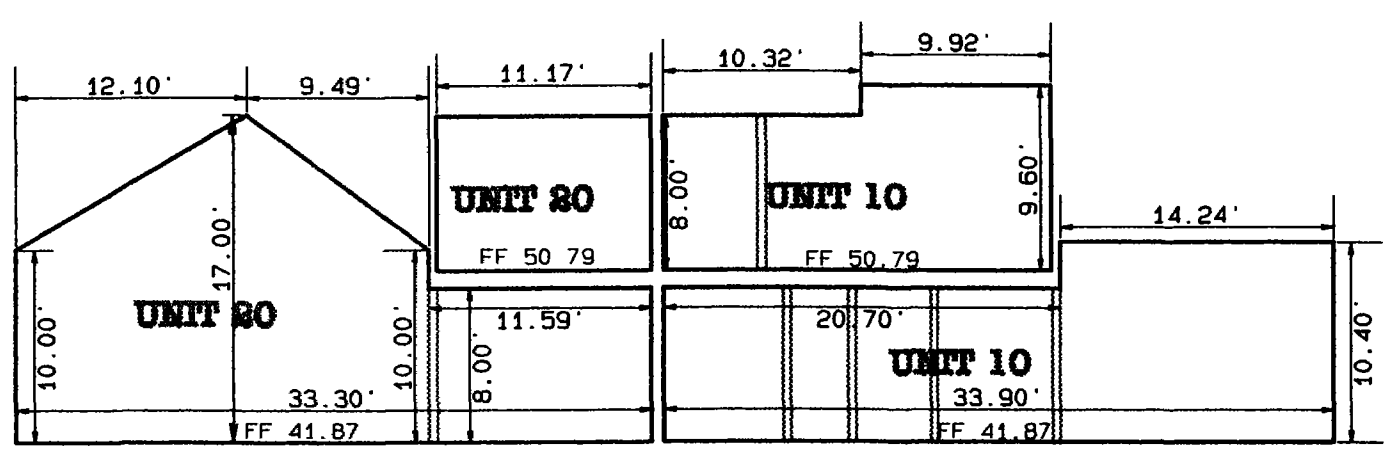 9.92'
10.32'
11.17'
12.10'
9.49'
8.00'
9.60'
UNIT 20
UNIT 10
14.24'
17.00'
FF 50 79
FF 50.79
UNIT 20
10.00'
10.00'
11.59'
20 70'
8.00'
UNIT 10
10.40'
33.30'
33.90'
FF 41.87
FF 41.87